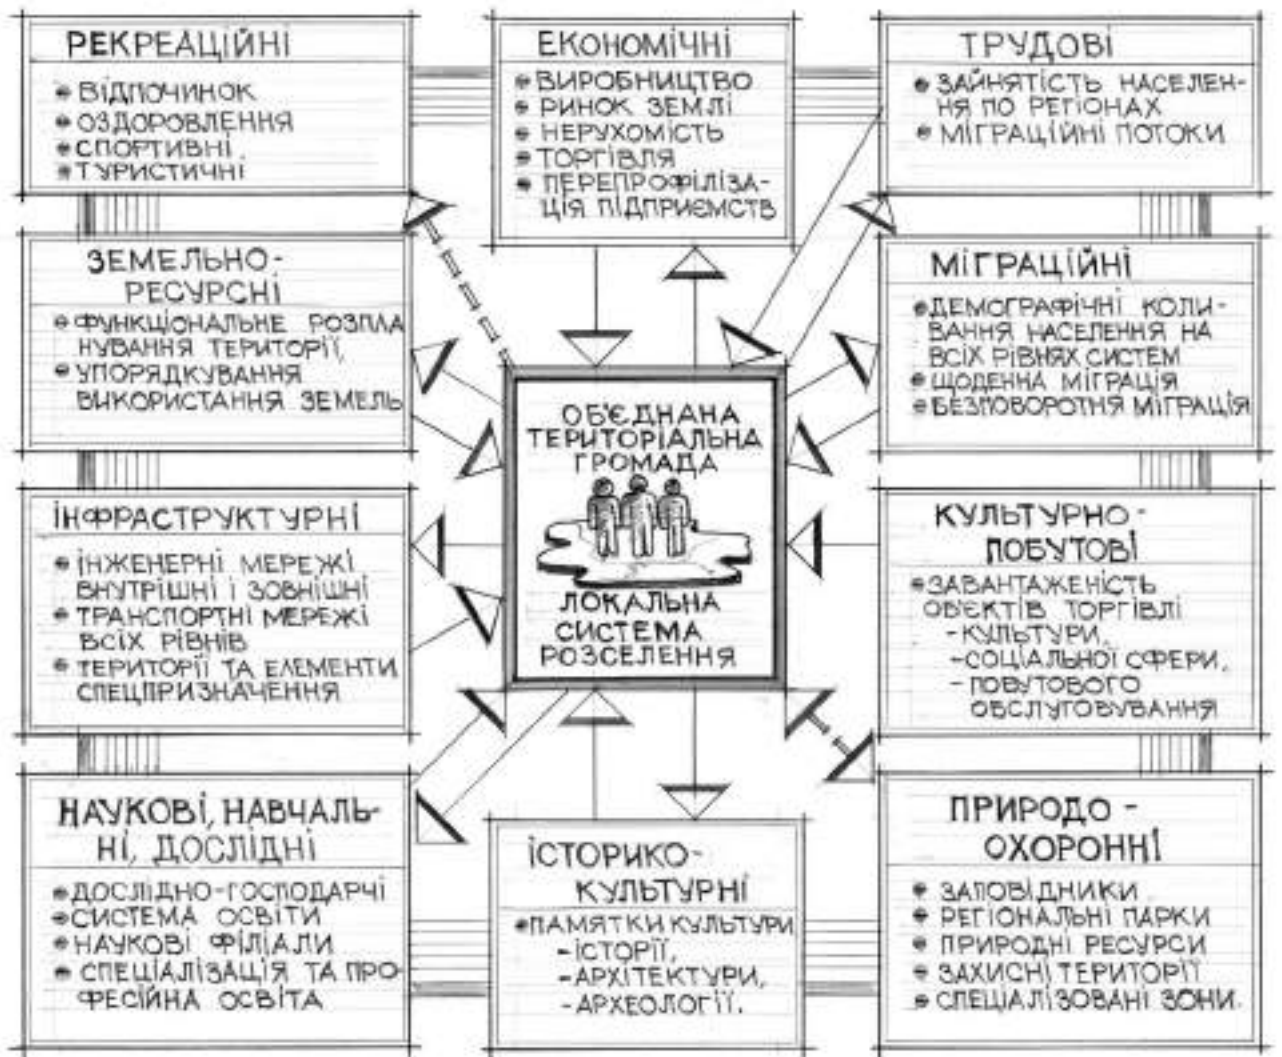 РЕКРЕАЦІЙНІ
• ВІДПОЧИНОК
• ОЗДОРОВЛЕННЯ
• СПОРТИВНІ,
• ТУРИСТИЧНІ
ЕКОНОМІЧНІ
• ВИРОБНИЦТВО
• РИНОК ЗЕМЛІ
• НЕРУХОМІСТЬ
• ТОРГІВЛЯ
• ПЕРЕПРОФІЛІЗА-
ЦІЯ ПІДПРИЄМСТВ
ТРУДОВІ
• ЗАЙНЯТІСТЬ НАСЕЛЕН-
НЯ ПО РЕГІОНАХ
• МІГРАЦІЙНІ ПОТОКИ
ЗЕМЕЛЬНО-
РЕСУРСНІ
• ФУНКЦІОНАЛЬНЕ РОЗПЛА
НУВАННЯ ТЕРИТОРІЇ,
• УПОРЯДКУВАННЯ
ВИКОРИСТАННЯ ЗЕМЕЛЬ
МІГРАЦІЙНІ
• ДЕМОГРАФІЧНІ КОЛИ-
ВАННЯ НАСЕЛЕННЯ НА
ВСІХ РІВНЯХ СИСТЕМ
• ЩОДЕННА МІГРАЦІЯ
• БЕЗПОВОРОТНЯ МІГРАЦІЯ
ОБ'ЄДНАНА
ТЕРИТОРІАЛЬНА
ГРОМАДА
ЛОКАЛЬНА
СИСТЕМА
РОЗСЕЛЕННЯ
ІНФРАСТРУКТУРНІ
• ІНЖЕНЕРНІ МЕРЕЖІ
ВНУТРІШНІ І ЗОВНІШНІ
• ТРАНСПОРТНІ МЕРЕЖІ
ВСІХ РІВНІВ
• ТЕРИТОРІЇ ТА ЕЛЕМЕНТИ
СПЕЦПРИЗНАЧЕННЯ
КУЛЬТУРНО-
ПОБУТОВІ
• ЗАВАНТАЖЕНІСТЬ
ОБ'ЄКТІВ ТОРГІВЛІ
- КУЛЬТУРИ,
- СОЦІАЛЬНОЇ СФЕРИ,
- ПОБУТОВОГО
ОБСЛУГОВУВАННЯ
НАУКОВІ, НАВЧАЛЬ-
НІ, ДОСЛІДНІ
• ДОСЛІДНО-ГОСПОДАРЧІ
• СИСТЕМА ОСВІТИ
• НАУКОВІ ФІЛІАЛИ
• СПЕЦІАЛІЗАЦІЯ ТА ПРО-
ФЕСІЙНА ОСВІТА
ІСТОРИКО-
КУЛЬТУРНІ
• ПАМЯТКИ КУЛЬТУРИ
- ІСТОРІЇ,
- АРХІТЕКТУРИ,
- АРХЕОЛОГІЇ.
ПРИРОДО-
ОХОРОННІ
• ЗАПОВІДНИКИ
• РЕГІОНАЛЬНІ ПАРКИ
• ПРИРОДНІ РЕСУРСИ
• ЗАХИСНІ ТЕРИТОРІЇ
• СПЕЦІАЛІЗОВАНІ ЗОНИ.